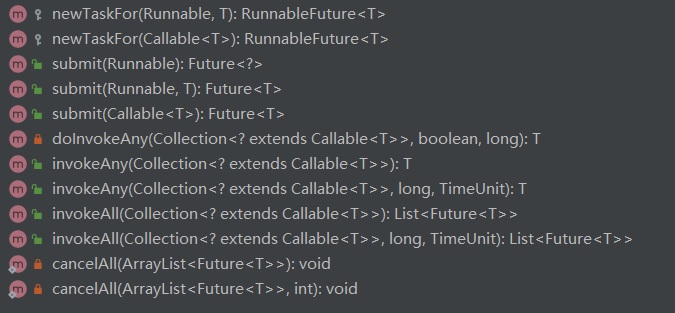 newTaskFor(Runnable, T): RunnableFuture<T>
newTaskFor(Callable<T>): RunnableFuture<T>
submit(Runnable): Future<?>
submit(Runnable, T): Future<T>
submit(Callable<T>): Future<T>
doInvokeAny(Collection<? extends Callable<T>>, boolean, long): T
invokeAny(Collection<? extends Callable<T>>): T
invokeAny(Collection<? extends Callable<T>>, long, TimeUnit): T
invokeAll(Collection<? extends Callable<T>>): List<Future<T>>
invokeAll(Collection<? extends Callable<T>>, long, TimeUnit): List<Future<T>>
cancelAll(ArrayList<Future<T>>): void
cancelAll(ArrayList<Future<T>>, int): void